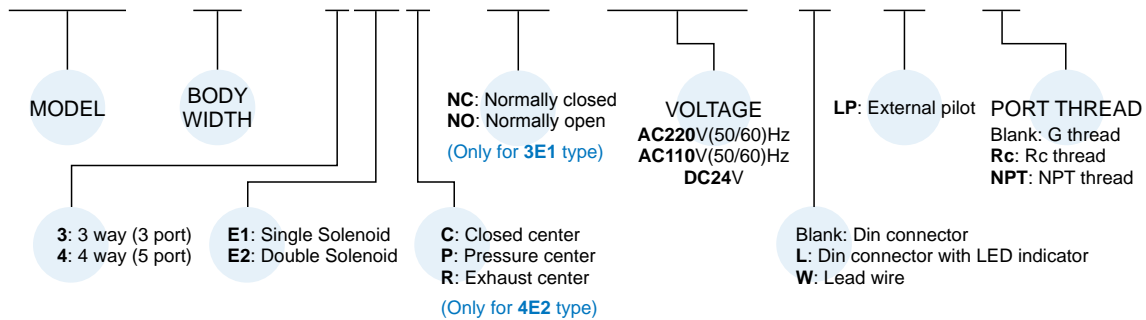 MODEL
BODY
WIDTH
NC: Normally closed
NO: Normally open
(Only for 3E1 type)
VOLTAGE
AC220V(50/60)Hz
AC110V(50/60)Hz
DC24V
LP: External pilot
PORT THREAD
Blank: G thread
Rc: Rc thread
NPT: NPT thread
3: 3 way (3 port)
4: 4 way (5 port)
E1: Single Solenoid
E2: Double Solenoid
C: Closed center
P: Pressure center
R: Exhaust center
(Only for 4E2 type)
Blank: Din connector
L: Din connector with LED indicator
W: Lead wire